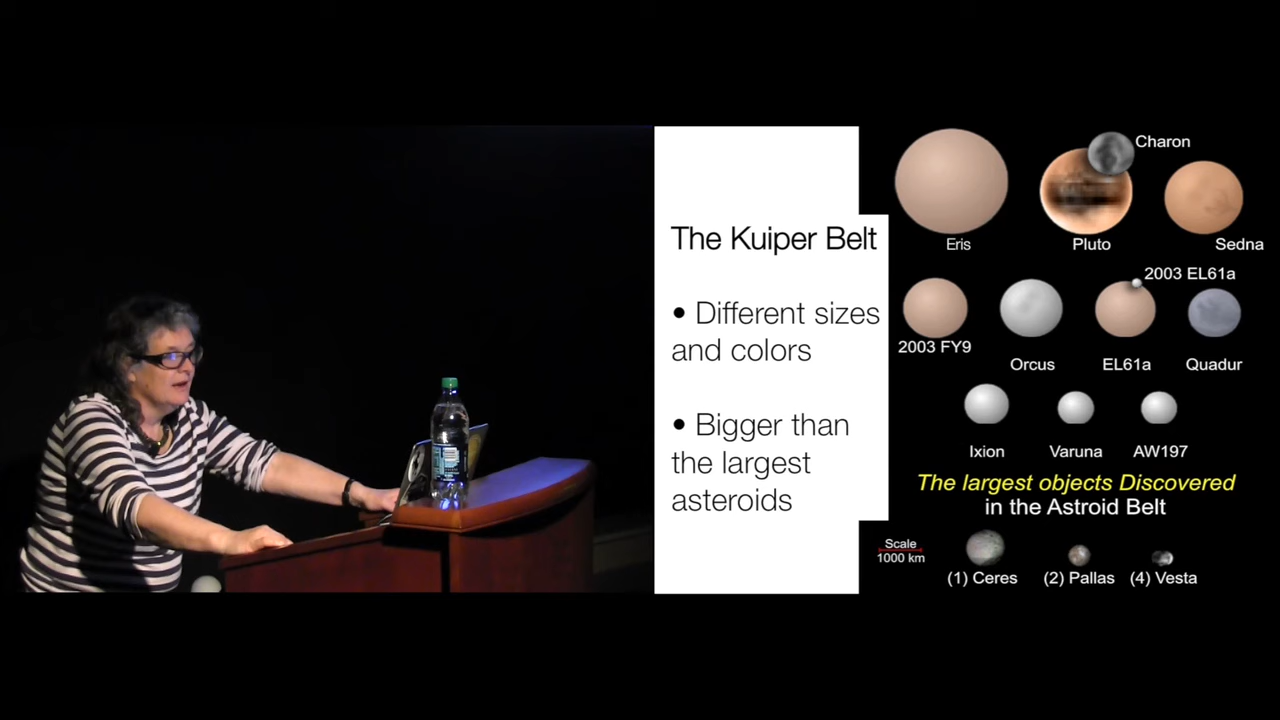 The Kuiper Belt
• Different sizes
and colors
• Bigger than
the largest
asteroids
Charon
Eris
Pluto
Sedna
2003 EL61a
2003 FY9
Orcus
EL61a
Quadur
Ixion
Varuna
AW197
The largest objects Discovered
in the Astroid Belt
Scale
1000 km
(1) Ceres
(2) Pallas
(4) Vesta